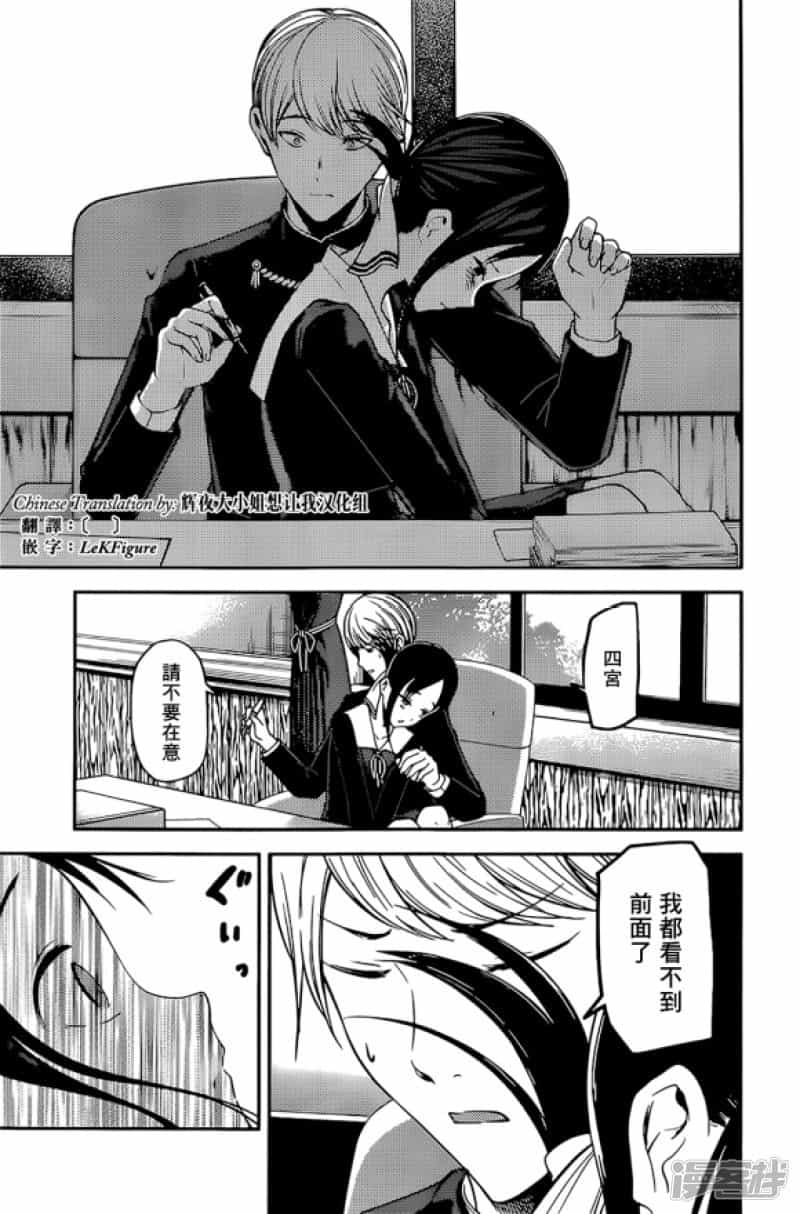 Chinese Translation by: 辉夜大小姐想让我汉化组
翻譯：〔　〕
嵌字：LeKFigure
四宮
請不要在意
我都看不到
前面了
ぐいっ
漫客栈